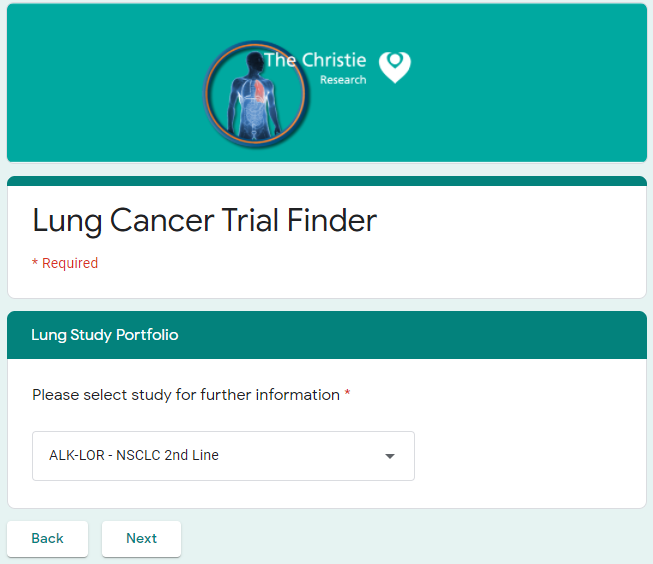 The Christie
Research
Lung Cancer Trial Finder
* Required
Lung Study Portfolio
Please select study for further information *
ALK-LOR - NSCLC 2nd Line
Back
Next